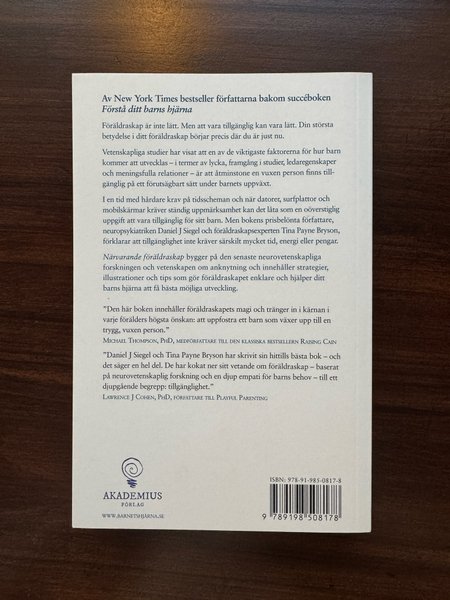 Av New York Times bestseller författarna bakom succéboken
Förstå ditt barns hjärna
Föräldraskap är inte lätt. Men att vara tillgänglig kan vara lätt. Din största
betydelse i ditt föräldraskap börjar precis där du är just nu.
Vetenskapliga studier har visat att en av de viktigaste faktorerna för hur barn
kommer att utvecklas – i termer av lycka, framgång i studier, ledaregenskaper
och meningsfulla relationer – är att åtminstone en vuxen person finns till-
gänglig på ett förutsägbart sätt under barnets uppväxt.
I en tid med hårdare krav på tidsscheman och när datorer, surfplattor och
mobilskärmar kräver ständig uppmärksamhet kan det låta som en oöverstiglig
uppgift att vara tillgänglig för sitt barn. Men bokens prisbelönta författare,
neuropsykiatriken Daniel J Siegel och föräldraskapsexperten Tina Payne Bryson,
förklarar att tillgänglighet inte kräver särskilt mycket tid, energi eller pengar.
Närvarande föräldraskap bygger på den senaste neurovetenskapliga
forskningen och vetenskapen om anknytning och innehåller strategier,
illustrationer och tips som gör föräldraskapet enklare och hjälper ditt
barns hjärna att få bästa möjliga utveckling.
”Den här boken innehåller föräldraskapets magi och tränger in i kärnan i
varje förälders högsta önskan: att uppfostra ett barn som växer upp till en
trygg, vuxen person.”
Michael Thompson, PhD, medförfattare till den klassiska bestsellern Raising Cain
”Daniel J Siegel och Tina Payne Bryson har skrivit sin hittills bästa bok – och
det säger en hel del. De har kokat ner sitt vetande om föräldraskap – baserat
på neurovetenskaplig forskning och en djup empati för barns behov – till ett
djupgående begrepp: tillgänglighet.”
Lawrence J Cohen, PhD, författare till Playful Parenting
AKADEMIUS
FÖRLAG
www.barnetshjarna.se
ISBN: 978-91-985-0817-8
9 789198 508178